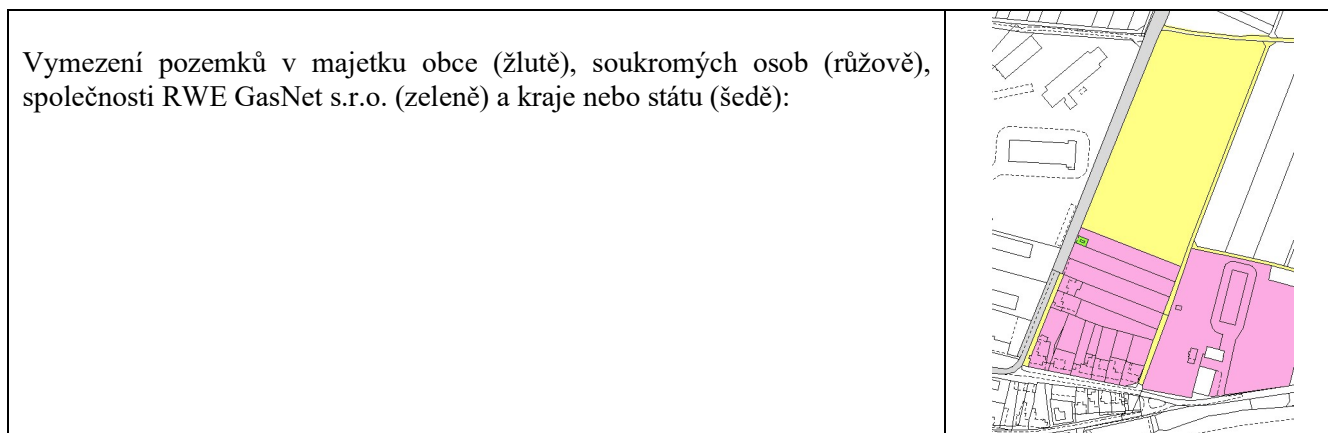 Vymezení pozemků v majetku obce (žlutě), soukromých osob (růžově),
společnosti RWE GasNet s.r.o. (zeleně) a kraje nebo státu (šedě):